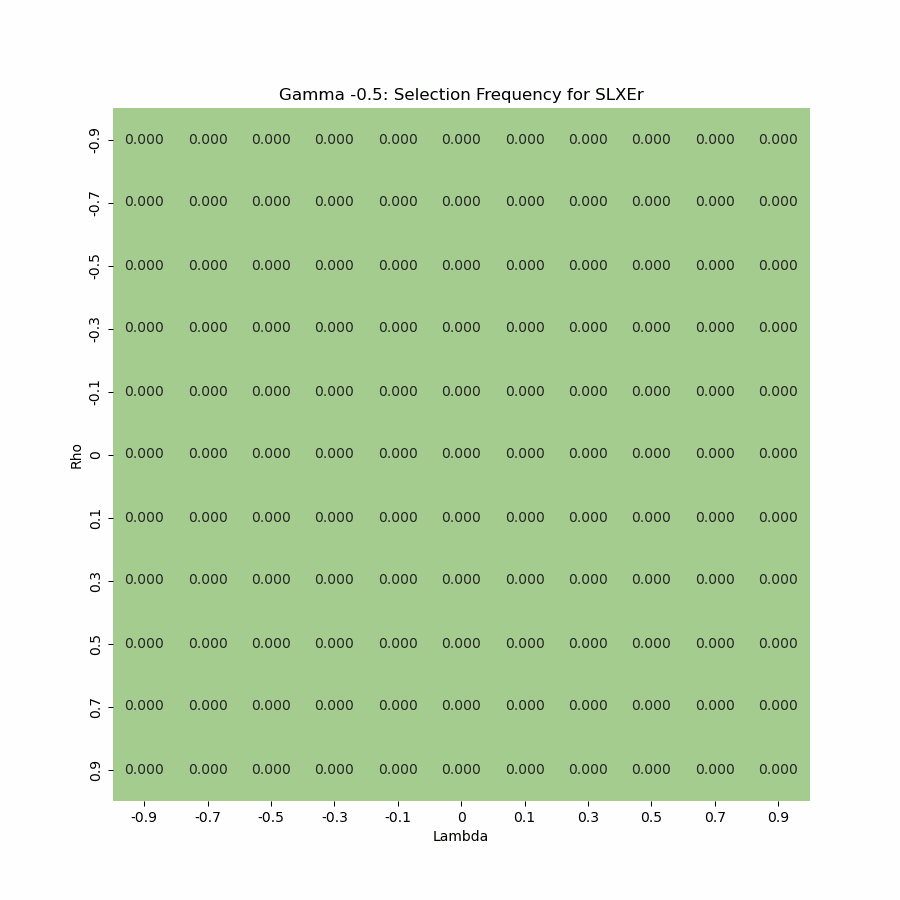 Gamma -0.5: Selection Frequency for SLXEr
-0.9 0.000 0.000 0.000 0.000 0.000 0.000 0.000 0.000 0.000 0.000 0.000
-0.7 0.000 0.000 0.000 0.000 0.000 0.000 0.000 0.000 0.000 0.000 0.000
-0.5 0.000 0.000 0.000 0.000 0.000 0.000 0.000 0.000 0.000 0.000 0.000
-0.3 0.000 0.000 0.000 0.000 0.000 0.000 0.000 0.000 0.000 0.000 0.000
-0.1 0.000 0.000 0.000 0.000 0.000 0.000 0.000 0.000 0.000 0.000 0.000
Rho
0 0.000 0.000 0.000 0.000 0.000 0.000 0.000 0.000 0.000 0.000 0.000
0.1 0.000 0.000 0.000 0.000 0.000 0.000 0.000 0.000 0.000 0.000 0.000
0.3 0.000 0.000 0.000 0.000 0.000 0.000 0.000 0.000 0.000 0.000 0.000
0.5 0.000 0.000 0.000 0.000 0.000 0.000 0.000 0.000 0.000 0.000 0.000
0.7 0.000 0.000 0.000 0.000 0.000 0.000 0.000 0.000 0.000 0.000 0.000
0.9 0.000 0.000 0.000 0.000 0.000 0.000 0.000 0.000 0.000 0.000 0.000
-0.9 -0.7 -0.5 -0.3 -0.1 0 0.1 0.3 0.5 0.7 0.9
Lambda